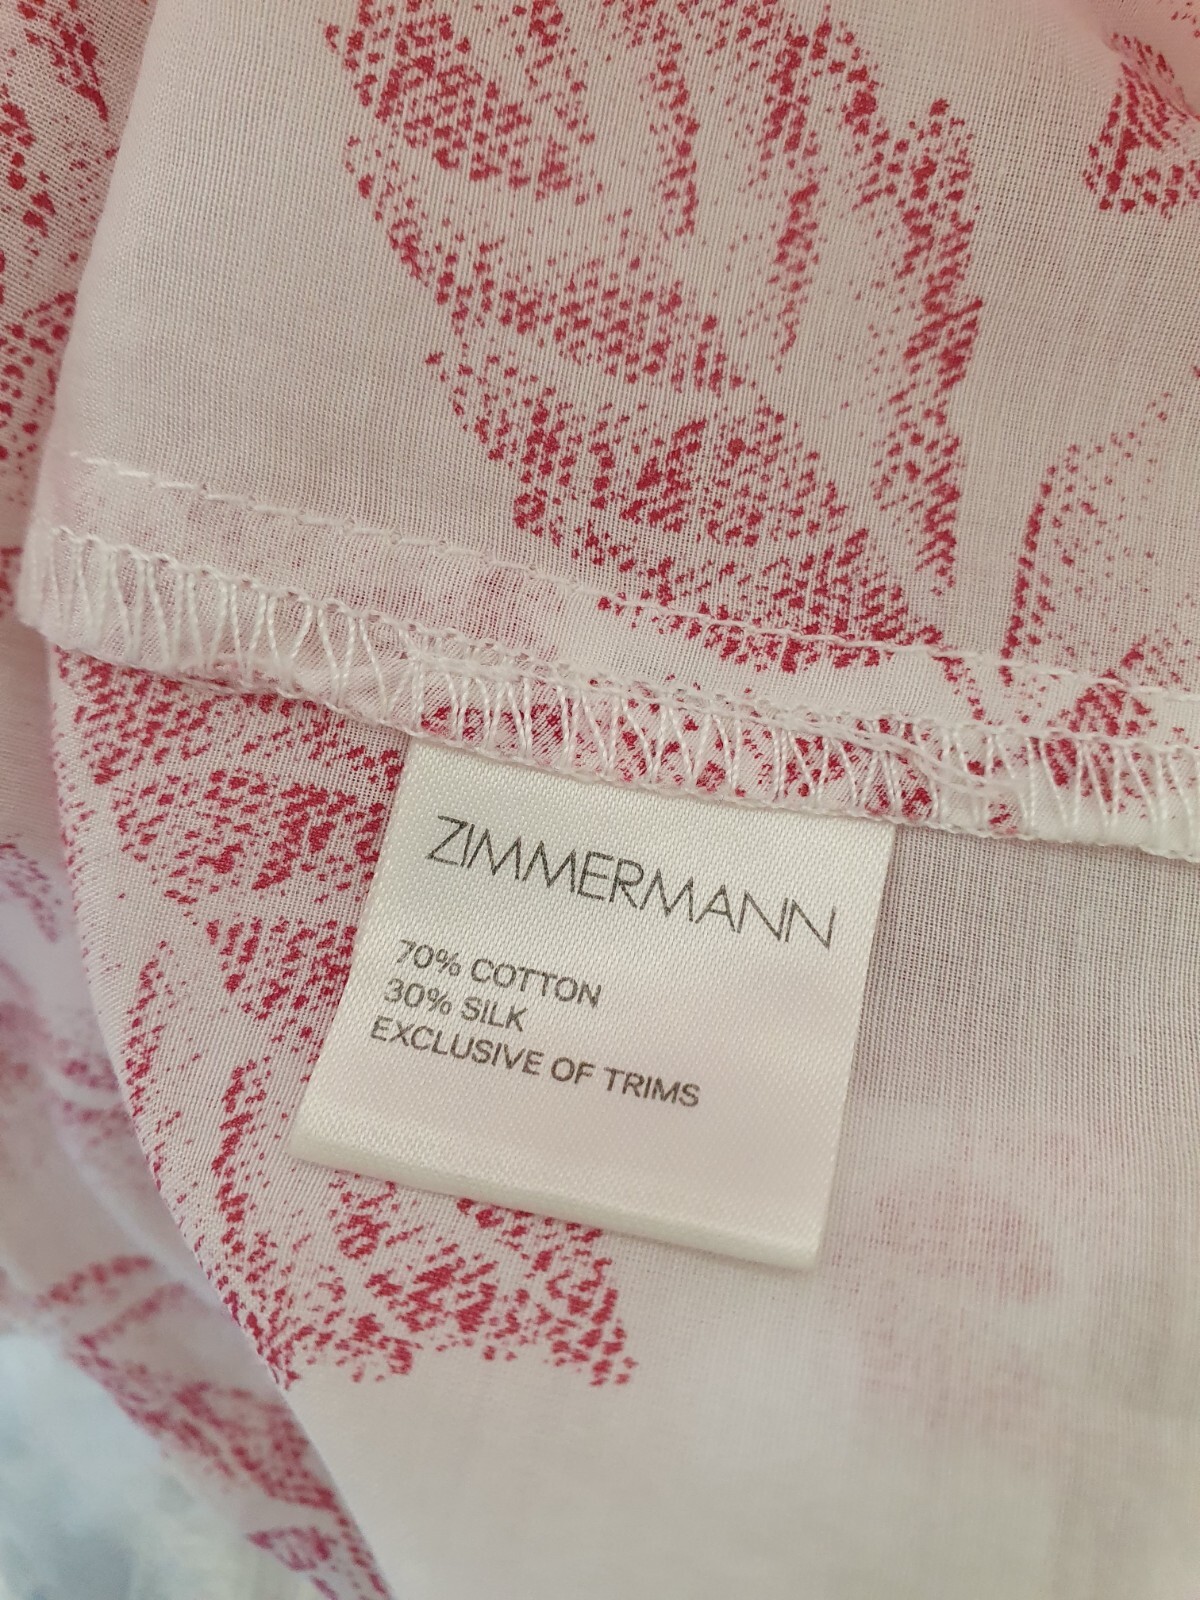 ZIMMERMANN
70% COTTON
30% SILK
EXCLUSIVE OF TRIMS